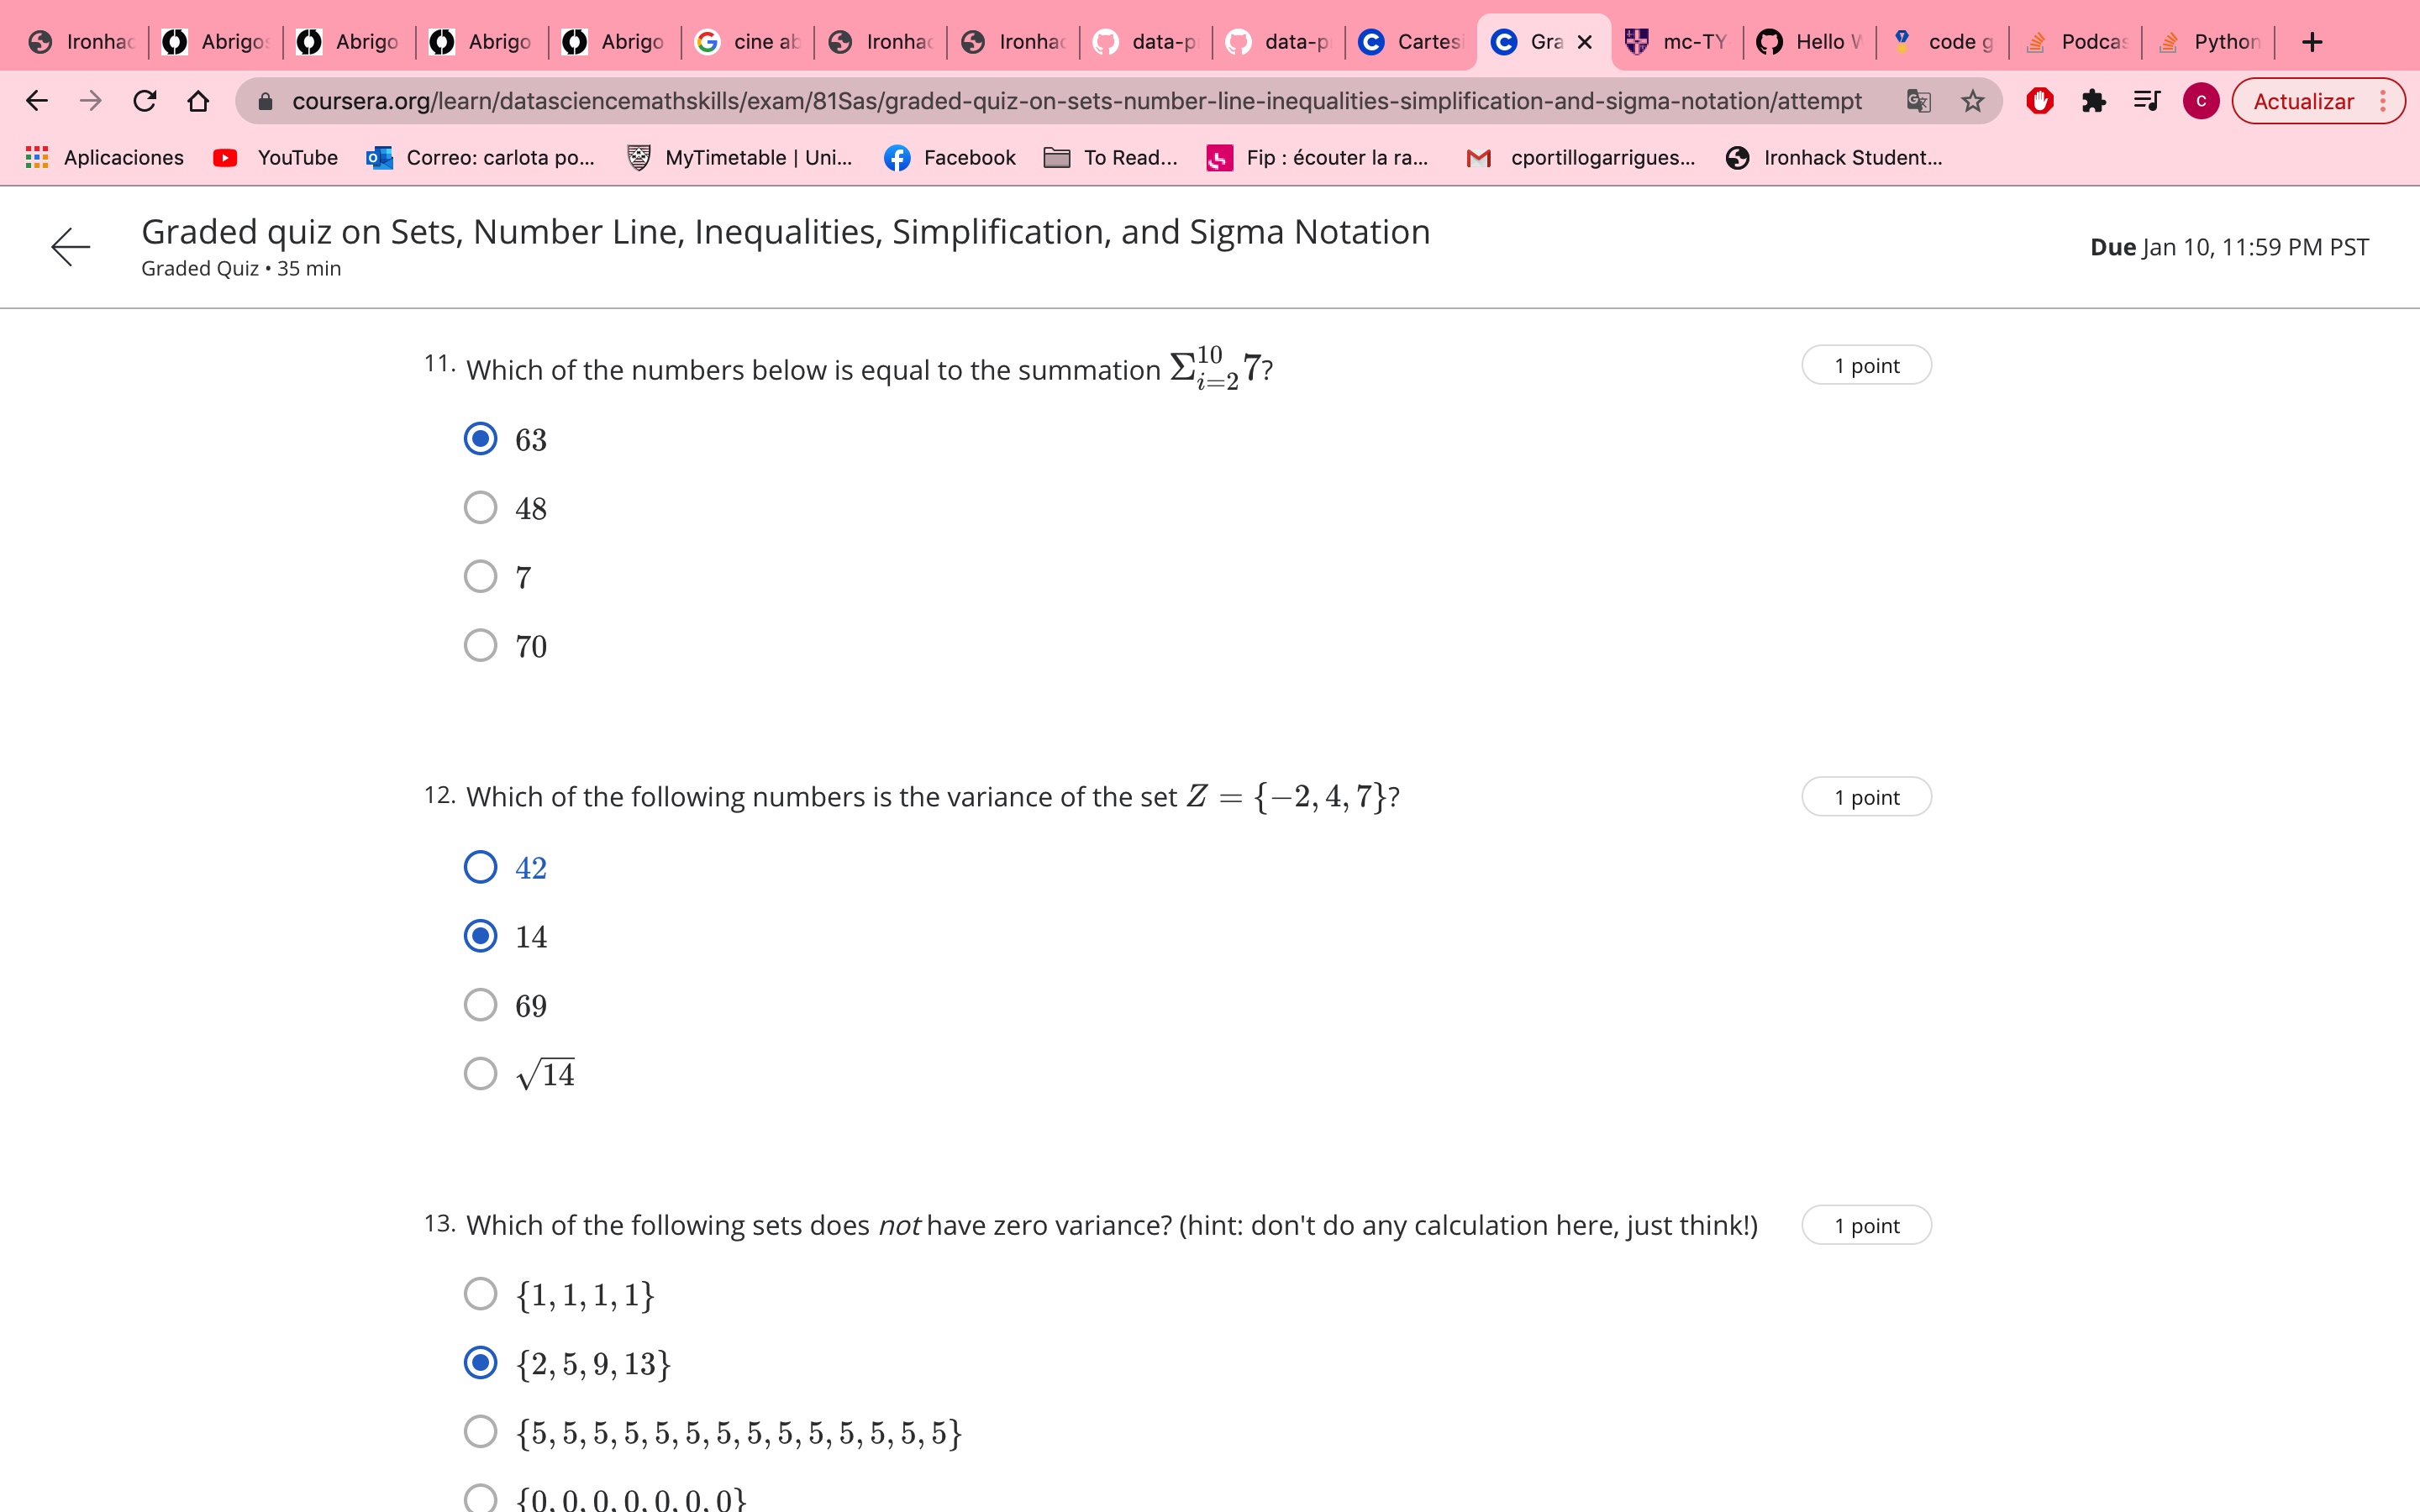 Ironhac Abrigo Abrigo Abrigo Abrigo cine ab Ironhac Ironhac data-p data-p Cartesi Gra mc-TY Hello code g Podcas Python
coursera.org/learn/datasciencemathskills/exam/81Sas/graded-quiz-on-sets-number-line-inequalities-simplification-and-sigma-notation/attempt C Actualizar
Aplicaciones YouTube Correo: carlota po... MyTimetable | Uni... Facebook To Read... Fip : écouter la ra... cportillogarrigues... Ironhack Student...
Graded quiz on Sets, Number Line, Inequalities, Simplification, and Sigma Notation
Graded Quiz • 35 min
Due Jan 10, 11:59 PM PST
11. Which of the numbers below is equal to the summation Σ_{i=2}^{10} 7? 1 point
63
48
7
70
12. Which of the following numbers is the variance of the set Z = {−2, 4, 7}? 1 point
42
14
69
√14
13. Which of the following sets does not have zero variance? (hint: don't do any calculation here, just think!) 1 point
{1, 1, 1, 1}
{2, 5, 9, 13}
{5, 5, 5, 5, 5, 5, 5, 5, 5, 5, 5, 5, 5, 5}
{0, 0, 0, 0, 0, 0, 0}